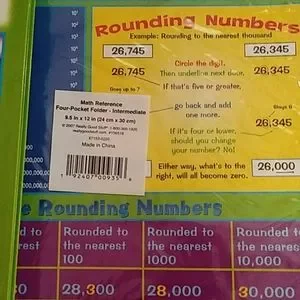 Rounding Numbers
Example: Rounding to the nearest thousand
26,745
26,345
Circle the digit.
Then underline next door.
26,745
26,345
Goes up to 7
If that's five or greater,
go back and add
one more.
26,345
If it's four or lower,
should you change
your number? No!
Either way, what's to the
right, will all become zero.
000
30,000
Math Reference
Four-Pocket Folder - Intermediate
9.5 in x 12 in (24 cm x 30 cm)
Made in China
Rounding Numbers
Rounded to
the nearest
100
Rounded to
the nearest
1,000
Rounded to
the nearest
10,000
28,300
28,000
30,000